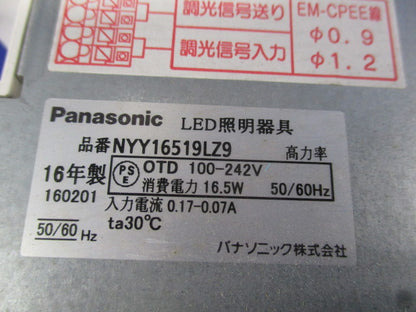 調光信号送り EM-CPEE線
調光信号入力 φ0.9
φ1.2
Panasonic LED照明器具
品番NYY16519LZ9 高力率
16年製 PSE OTD 100-242V
160201 消費電力 16.5W 50/60Hz
入力電流 0.17-0.07A
50/60 Hz ta30℃
パナソニック株式会社